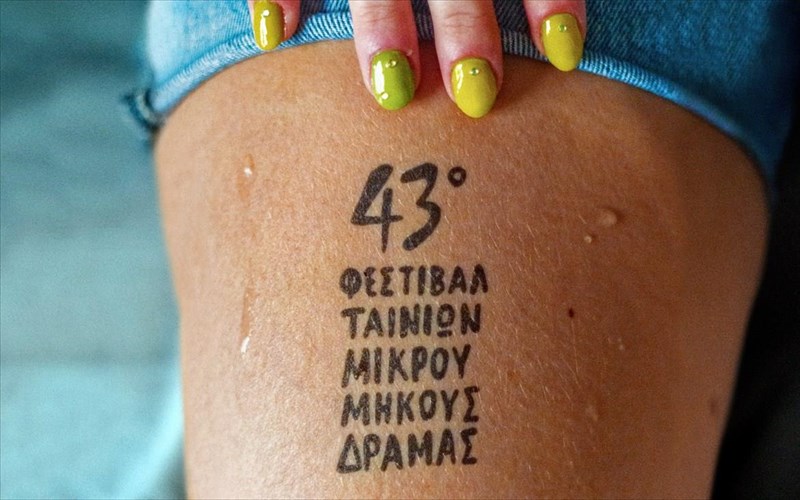 43°
ΦΕΣΤΙΒΑΛ
ΤΑΙΝΙΩΝ
ΜΙΚΡΟΥ
ΜΗΚΟΥΣ
ΔΡΑΜΑΣ